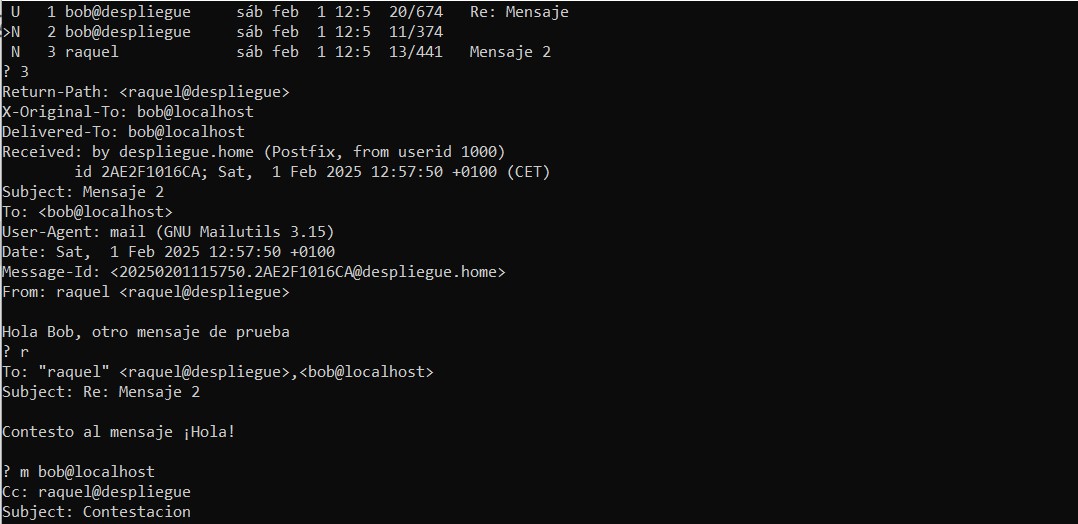 U   1 bob@despliegue     sáb feb  1 12:5  20/674   Re: Mensaje
>N   2 bob@despliegue     sáb feb  1 12:5  11/374
 N   3 raquel             sáb feb  1 12:5  13/441   Mensaje 2
? 3
Return-Path: <raquel@despliegue>
X-Original-To: bob@localhost
Delivered-To: bob@localhost
Received: by despliegue.home (Postfix, from userid 1000)
        id 2AE2F1016CA; Sat,  1 Feb 2025 12:57:50 +0100 (CET)
Subject: Mensaje 2
To: <bob@localhost>
User-Agent: mail (GNU Mailutils 3.15)
Date: Sat,  1 Feb 2025 12:57:50 +0100
Message-Id: <20250201115750.2AE2F1016CA@despliegue.home>
From: raquel <raquel@despliegue>

Hola Bob, otro mensaje de prueba
? r
To: "raquel" <raquel@despliegue>,<bob@localhost>
Subject: Re: Mensaje 2

Contesto al mensaje ¡Hola!

? m bob@localhost
Cc: raquel@despliegue
Subject: Contestacion